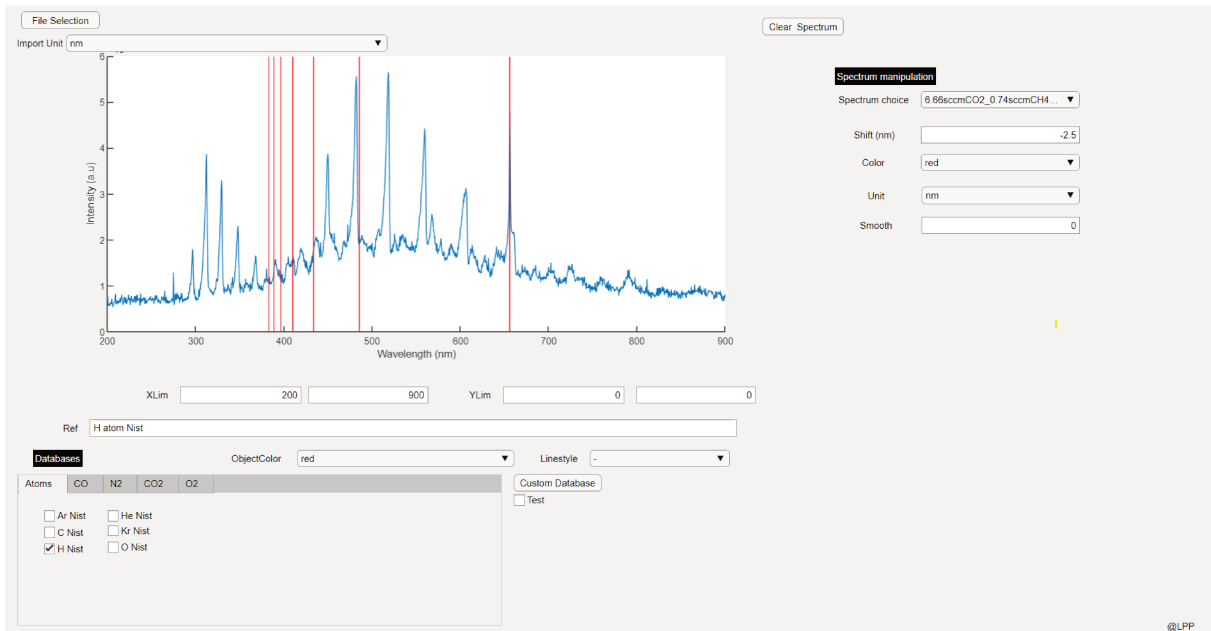 File Selection
Clear Spectrum
Import Unit nm
6
5
4
3
2
1
0
Intensity (a.u)
200 300 400 500 600 700 800 900
Wavelength (nm)
Spectrum manipulation
Spectrum choice 6.66sccmCO2_0.74sccmCH4...
Shift (nm) -2.5
Color red
Unit nm
Smooth 0
XLim 200 900 YLim 0 0
Ref H atom Nist
Databases ObjectColor red Linestyle -
Atoms CO N2 CO2 O2 Custom Database
Test
Ar Nist He Nist
C Nist Kr Nist
H Nist O Nist
@LPP